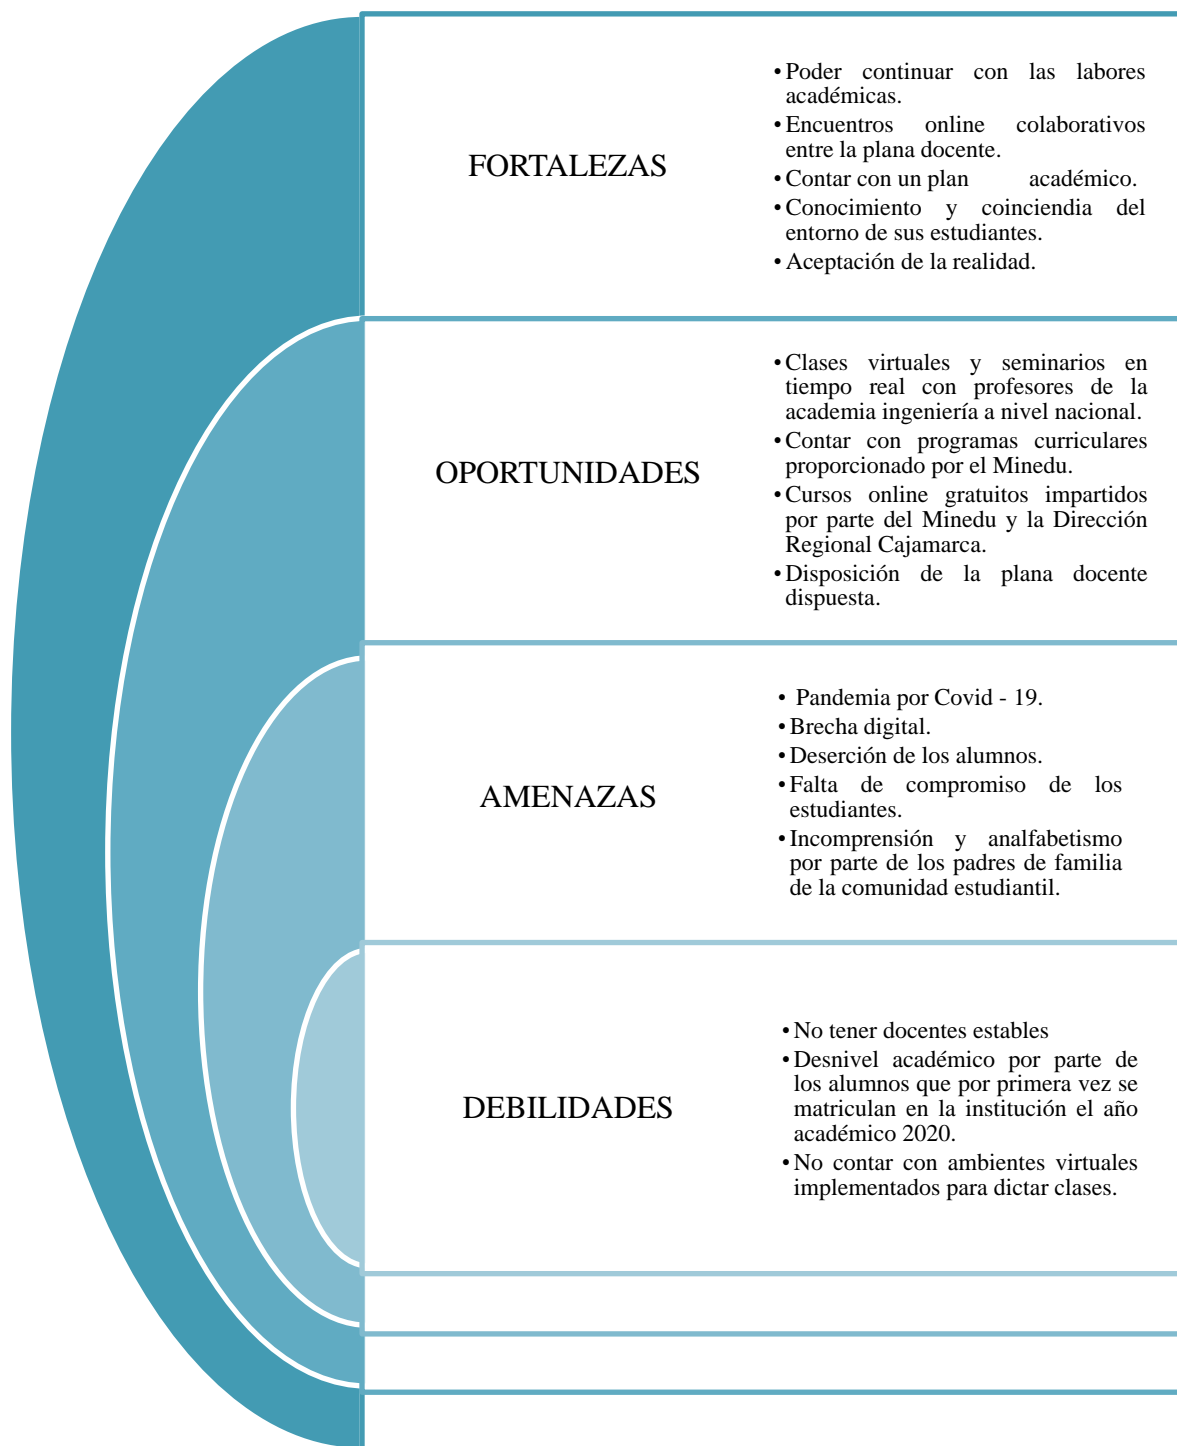 FORTALEZAS
• Poder continuar con las labores
académicas.
• Encuentros online colaborativos
entre la plana docente.
• Contar con un plan académico.
• Conocimiento y coinciendia del
entorno de sus estudiantes.
• Aceptación de la realidad.
OPORTUNIDADES
• Clases virtuales y seminarios en
tiempo real con profesores de la
academia ingeniería a nivel nacional.
• Contar con programas curriculares
proporcionado por el Minedu.
• Cursos online gratuitos impartidos
por parte del Minedu y la Dirección
Regional Cajamarca.
• Disposición de la plana docente
dispuesta.
AMENAZAS
• Pandemia por Covid - 19.
• Brecha digital.
• Deserción de los alumnos.
• Falta de compromiso de los
estudiantes.
• Incomprensión y analfabetismo
por parte de los padres de familia
de la comunidad estudiantil.
DEBILIDADES
• No tener docentes estables
• Desnivel académico por parte de
los alumnos que por primera vez se
matriculan en la institución el año
académico 2020.
• No contar con ambientes virtuales
implementados para dictar clases.